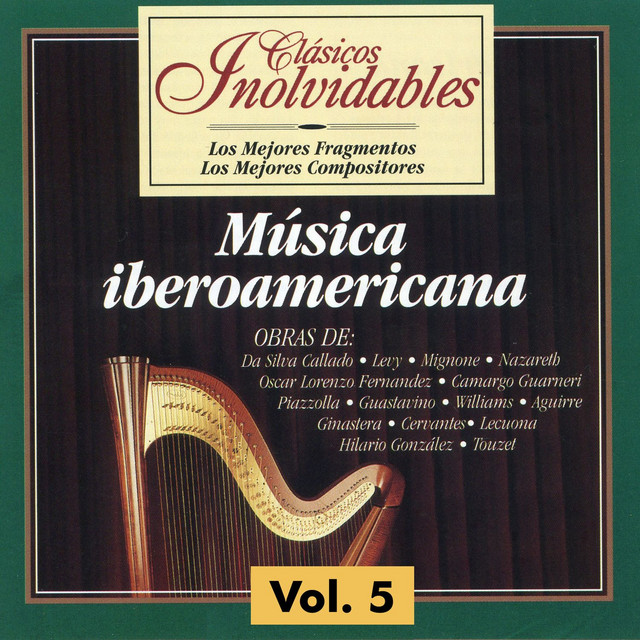 Clásicos
Inolvidables
Los Mejores Fragmentos
Los Mejores Compositores
Música
iberoamericana
OBRAS DE:
Da Silva Callado • Levy • Mignone • Nazareth
Oscar Lorenzo Fernandez • Camargo Guarneri
Piazzolla • Guastavino • Williams • Aguirre
Ginastera • Cervantes • Lecuona
Hilario González • Touzet
Vol. 5